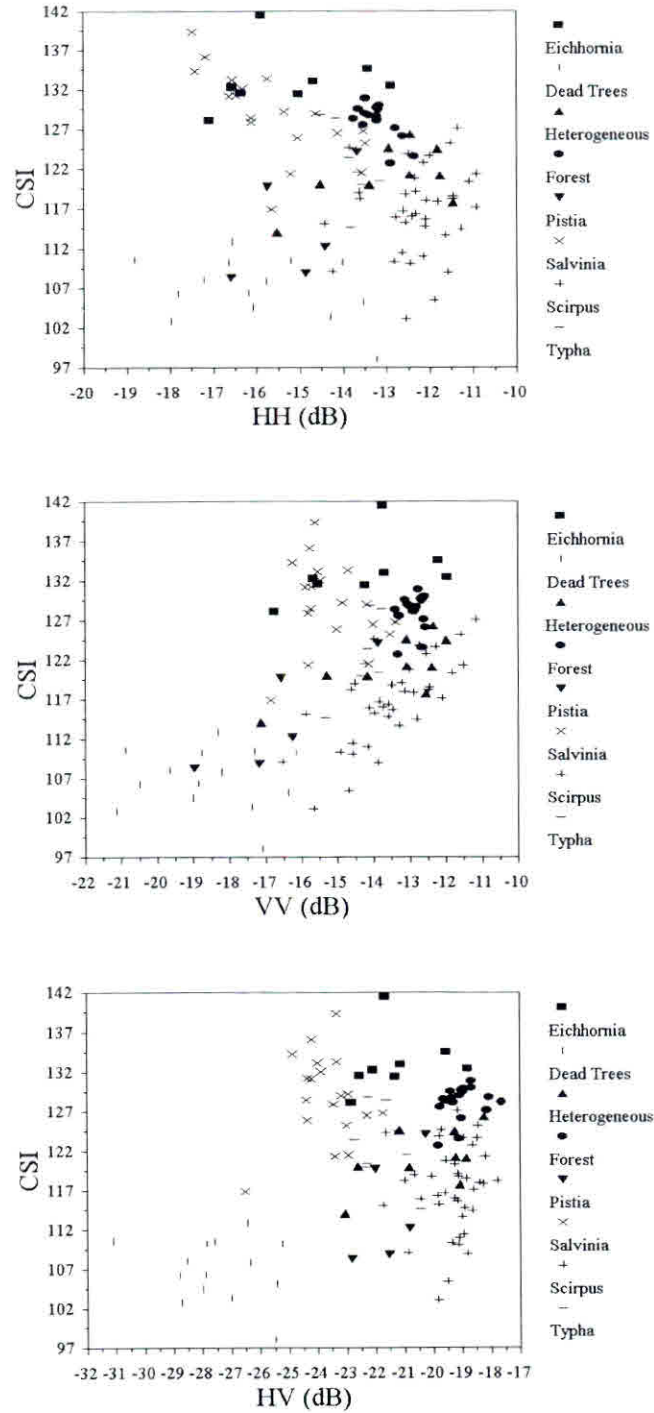 142
137
132
127
122
117
112
107
102
97
CSI
-20 -19 -18 -17 -16 -15 -14 -13 -12 -11 -10
HH (dB)
Eichhornia
Dead Trees
Heterogeneous
Forest
Pistia
Salvinia
Scirpus
Typha
142
137
132
127
122
117
112
107
102
97
CSI
-22 -21 -20 -19 -18 -17 -16 -15 -14 -13 -12 -11 -10
VV (dB)
Eichhornia
Dead Trees
Heterogeneous
Forest
Pistia
Salvinia
Scirpus
Typha
142
137
132
127
122
117
112
107
102
97
CSI
-32 -31 -30 -29 -28 -27 -26 -25 -24 -23 -22 -21 -20 -19 -18 -17
HV (dB)
Eichhornia
Dead Trees
Heterogeneous
Forest
Pistia
Salvinia
Scirpus
Typha